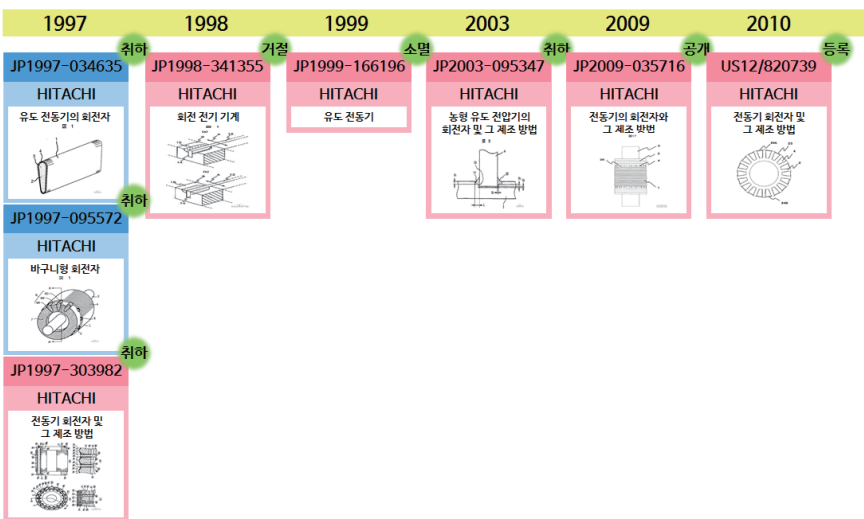 1997 1998 1999 2003 2009 2010
취하 거절 소멸 취하 공개 등록
JP1997-034635 JP1998-341355 JP1999-166196 JP2003-095347 JP2009-035716 US12/820739
HITACHI HITACHI HITACHI HITACHI HITACHI HITACHI
유도 전동기의 회전자
회전 전기 기계
유도 전동기
농형 유도 전압기의
회전자 및 그 제조 방법
전동기의 회전자와
그 제조 방법
전동기 회전자 및
그 제조 방법
취하
JP1997-095572
HITACHI
바구니형 회전자
취하
JP1997-303982
HITACHI
전동기 회전자 및
그 제조 방법